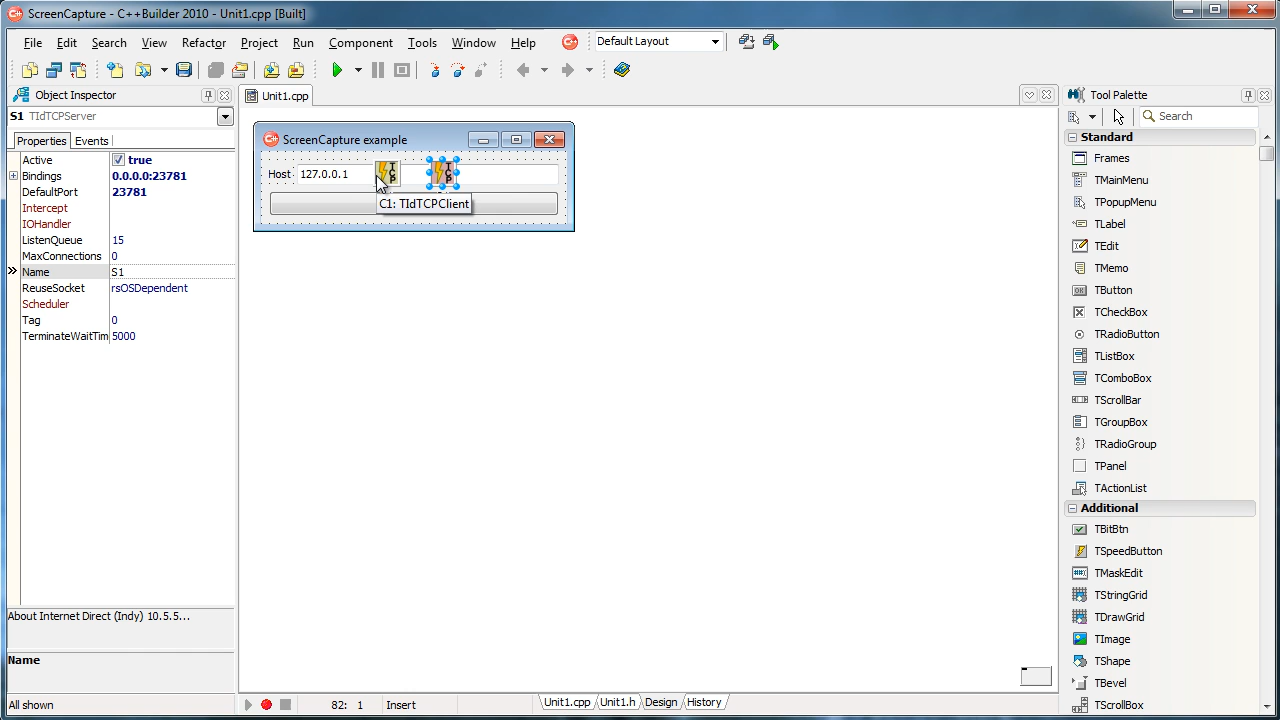 ScreenCapture - C++Builder 2010 - Unit1.cpp [Built]
File Edit Search View Refactor Project Run Component Tools Window Help Default Layout
Object Inspector
S1 TIdTCPServer
Properties Events
Active true
Bindings 0.0.0.0:23781
DefaultPort 23781
Intercept
IOHandler
ListenQueue 15
MaxConnections 0
Name S1
ReuseSocket rsOSDependent
Scheduler
Tag 0
TerminateWaitTim 5000
About Internet Direct (Indy) 10.5.5...
Name
All shown
Unit1.cpp
ScreenCapture example
Host 127.0.0.1
TCP
TCP
C1: TIdTCPClient
82: 1 Insert
Unit1.cpp Unit1.h Design History
Tool Palette
Search
Standard
Frames
TMainMenu
TPopupMenu
TLabel
TEdit
TMemo
TButton
TCheckBox
TRadioButton
TListBox
TComboBox
TScrollBar
TGroupBox
TRadioGroup
TPanel
TActionList
Additional
TBitBtn
TSpeedButton
TMaskEdit
TStringGrid
TDrawGrid
TImage
TShape
TBevel
TScrollBox